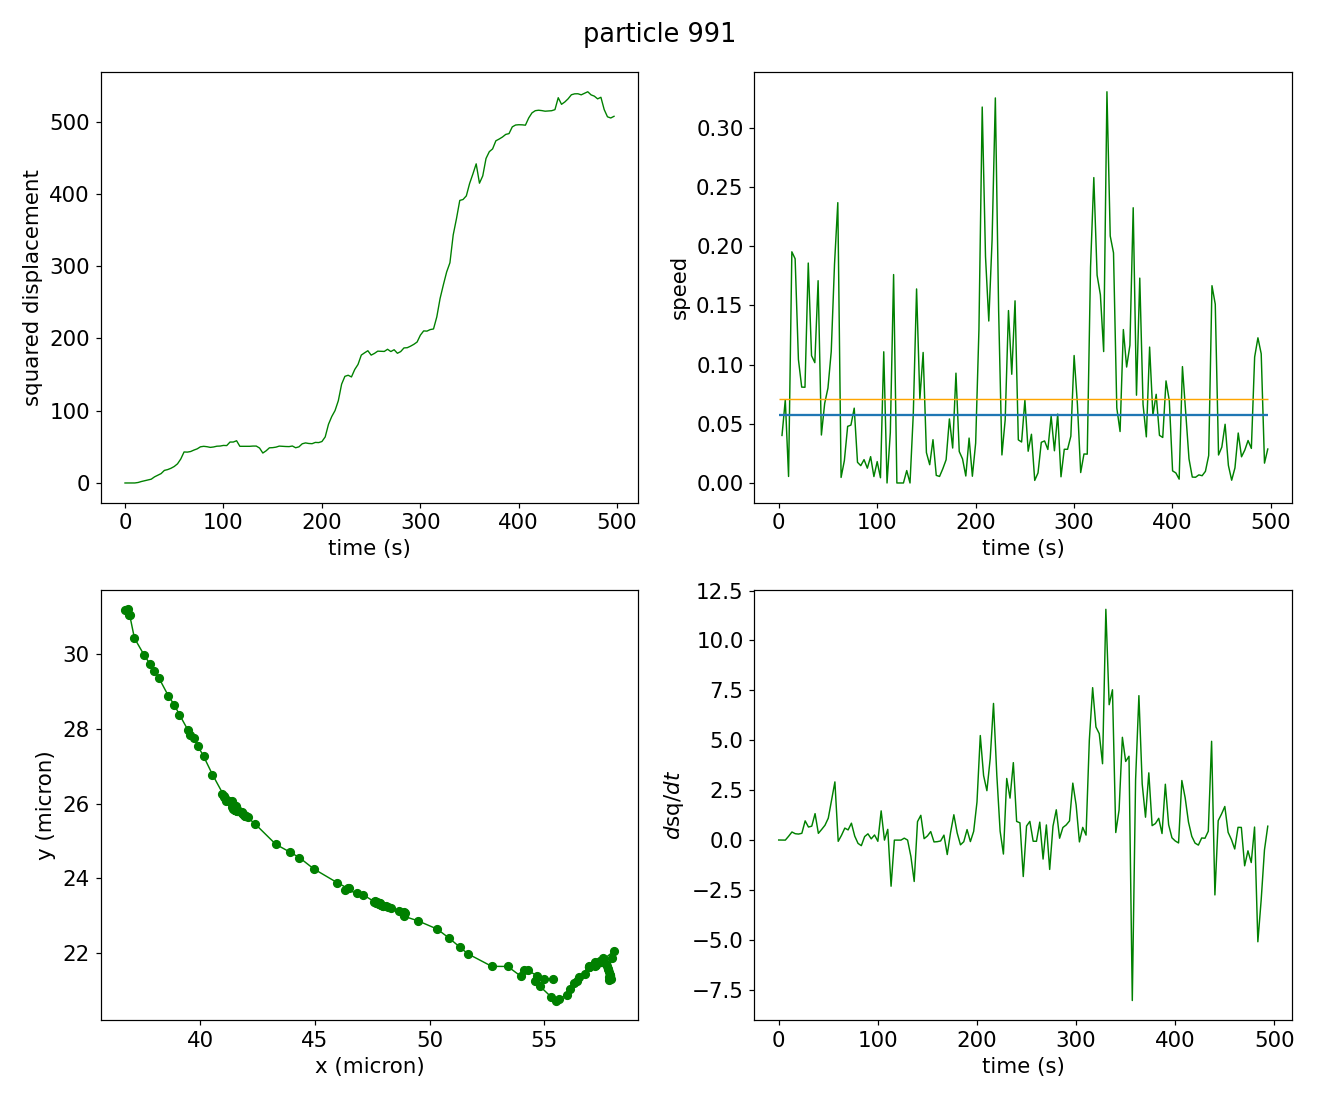 particle 991
squared displacement
500
400
300
200
100
0
0 100 200 300 400 500
time (s)
speed
0.30
0.25
0.20
0.15
0.10
0.05
0.00
0 100 200 300 400 500
time (s)
y (micron)
30
28
26
24
22
40 45 50 55
x (micron)
dsq/dt
12.5
10.0
7.5
5.0
2.5
0.0
−2.5
−5.0
−7.5
0 100 200 300 400 500
time (s)